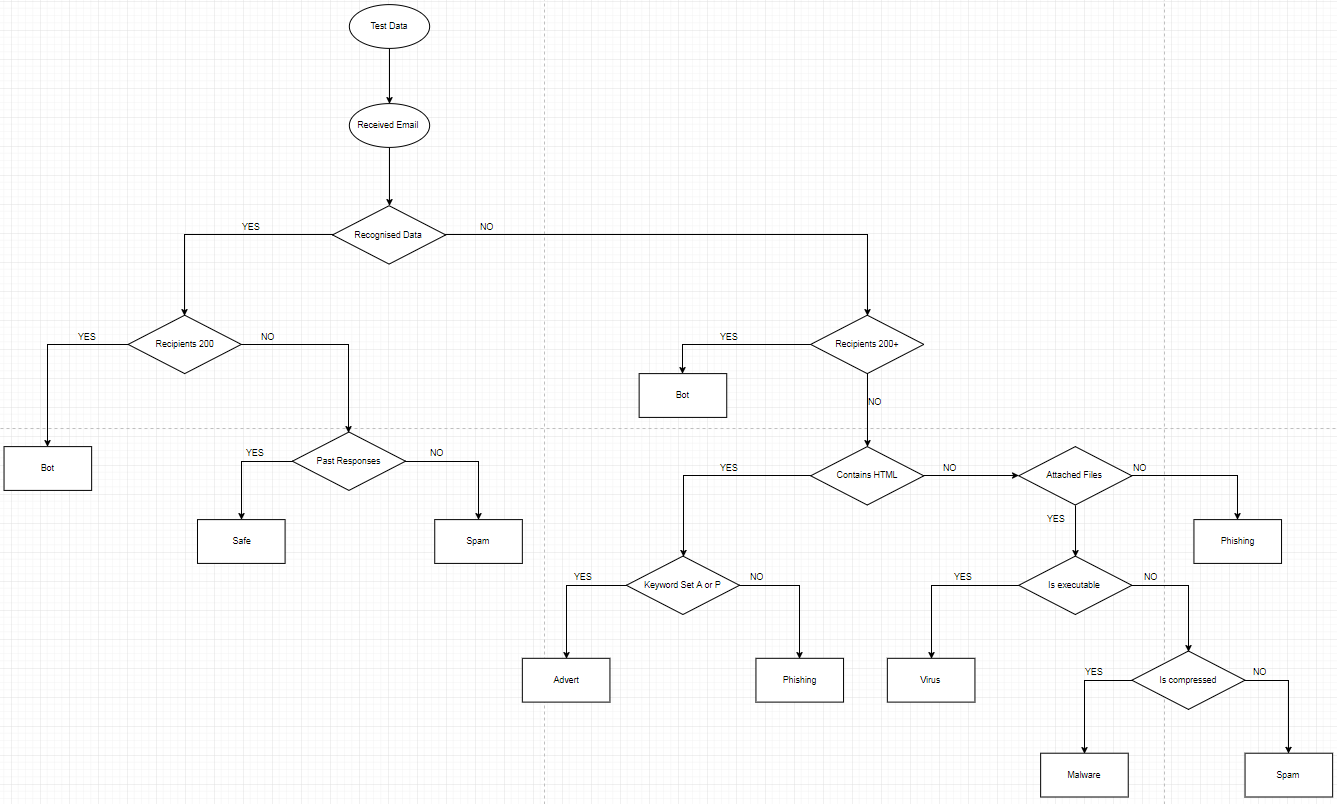 Test Data
Received Email
YES
NO
Recognised Data
YES
NO
YES
Recipients 200
Recipients 200+
Bot
NO
YES
NO
Past Responses
Bot
YES
NO
NO
Contains HTML
Attached Files
YES
Safe
Spam
Phishing
YES
NO
YES
NO
Keyword Set A or P
Is executable
YES
NO
Advert
Phishing
Virus
Is compressed
Malware
Spam